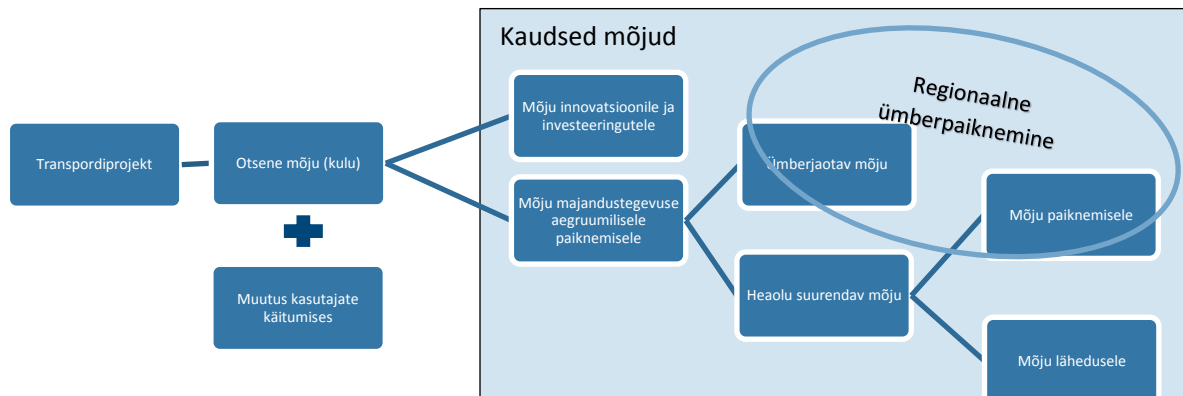 Kaudsed mõjud
Regionaalne
ümberpaiknemine
Mõju innovatsioonile ja
investeeringutele
Transpordiprojekt
Otsene mõju (kulu)
Ümberjaotav mõju
Mõju majandustegevuse
aegruumilisele
paiknemisele
Mõju paiknemisele
Muutus kasutajate
käitumises
Heaolu suurendav mõju
Mõju lähedusele